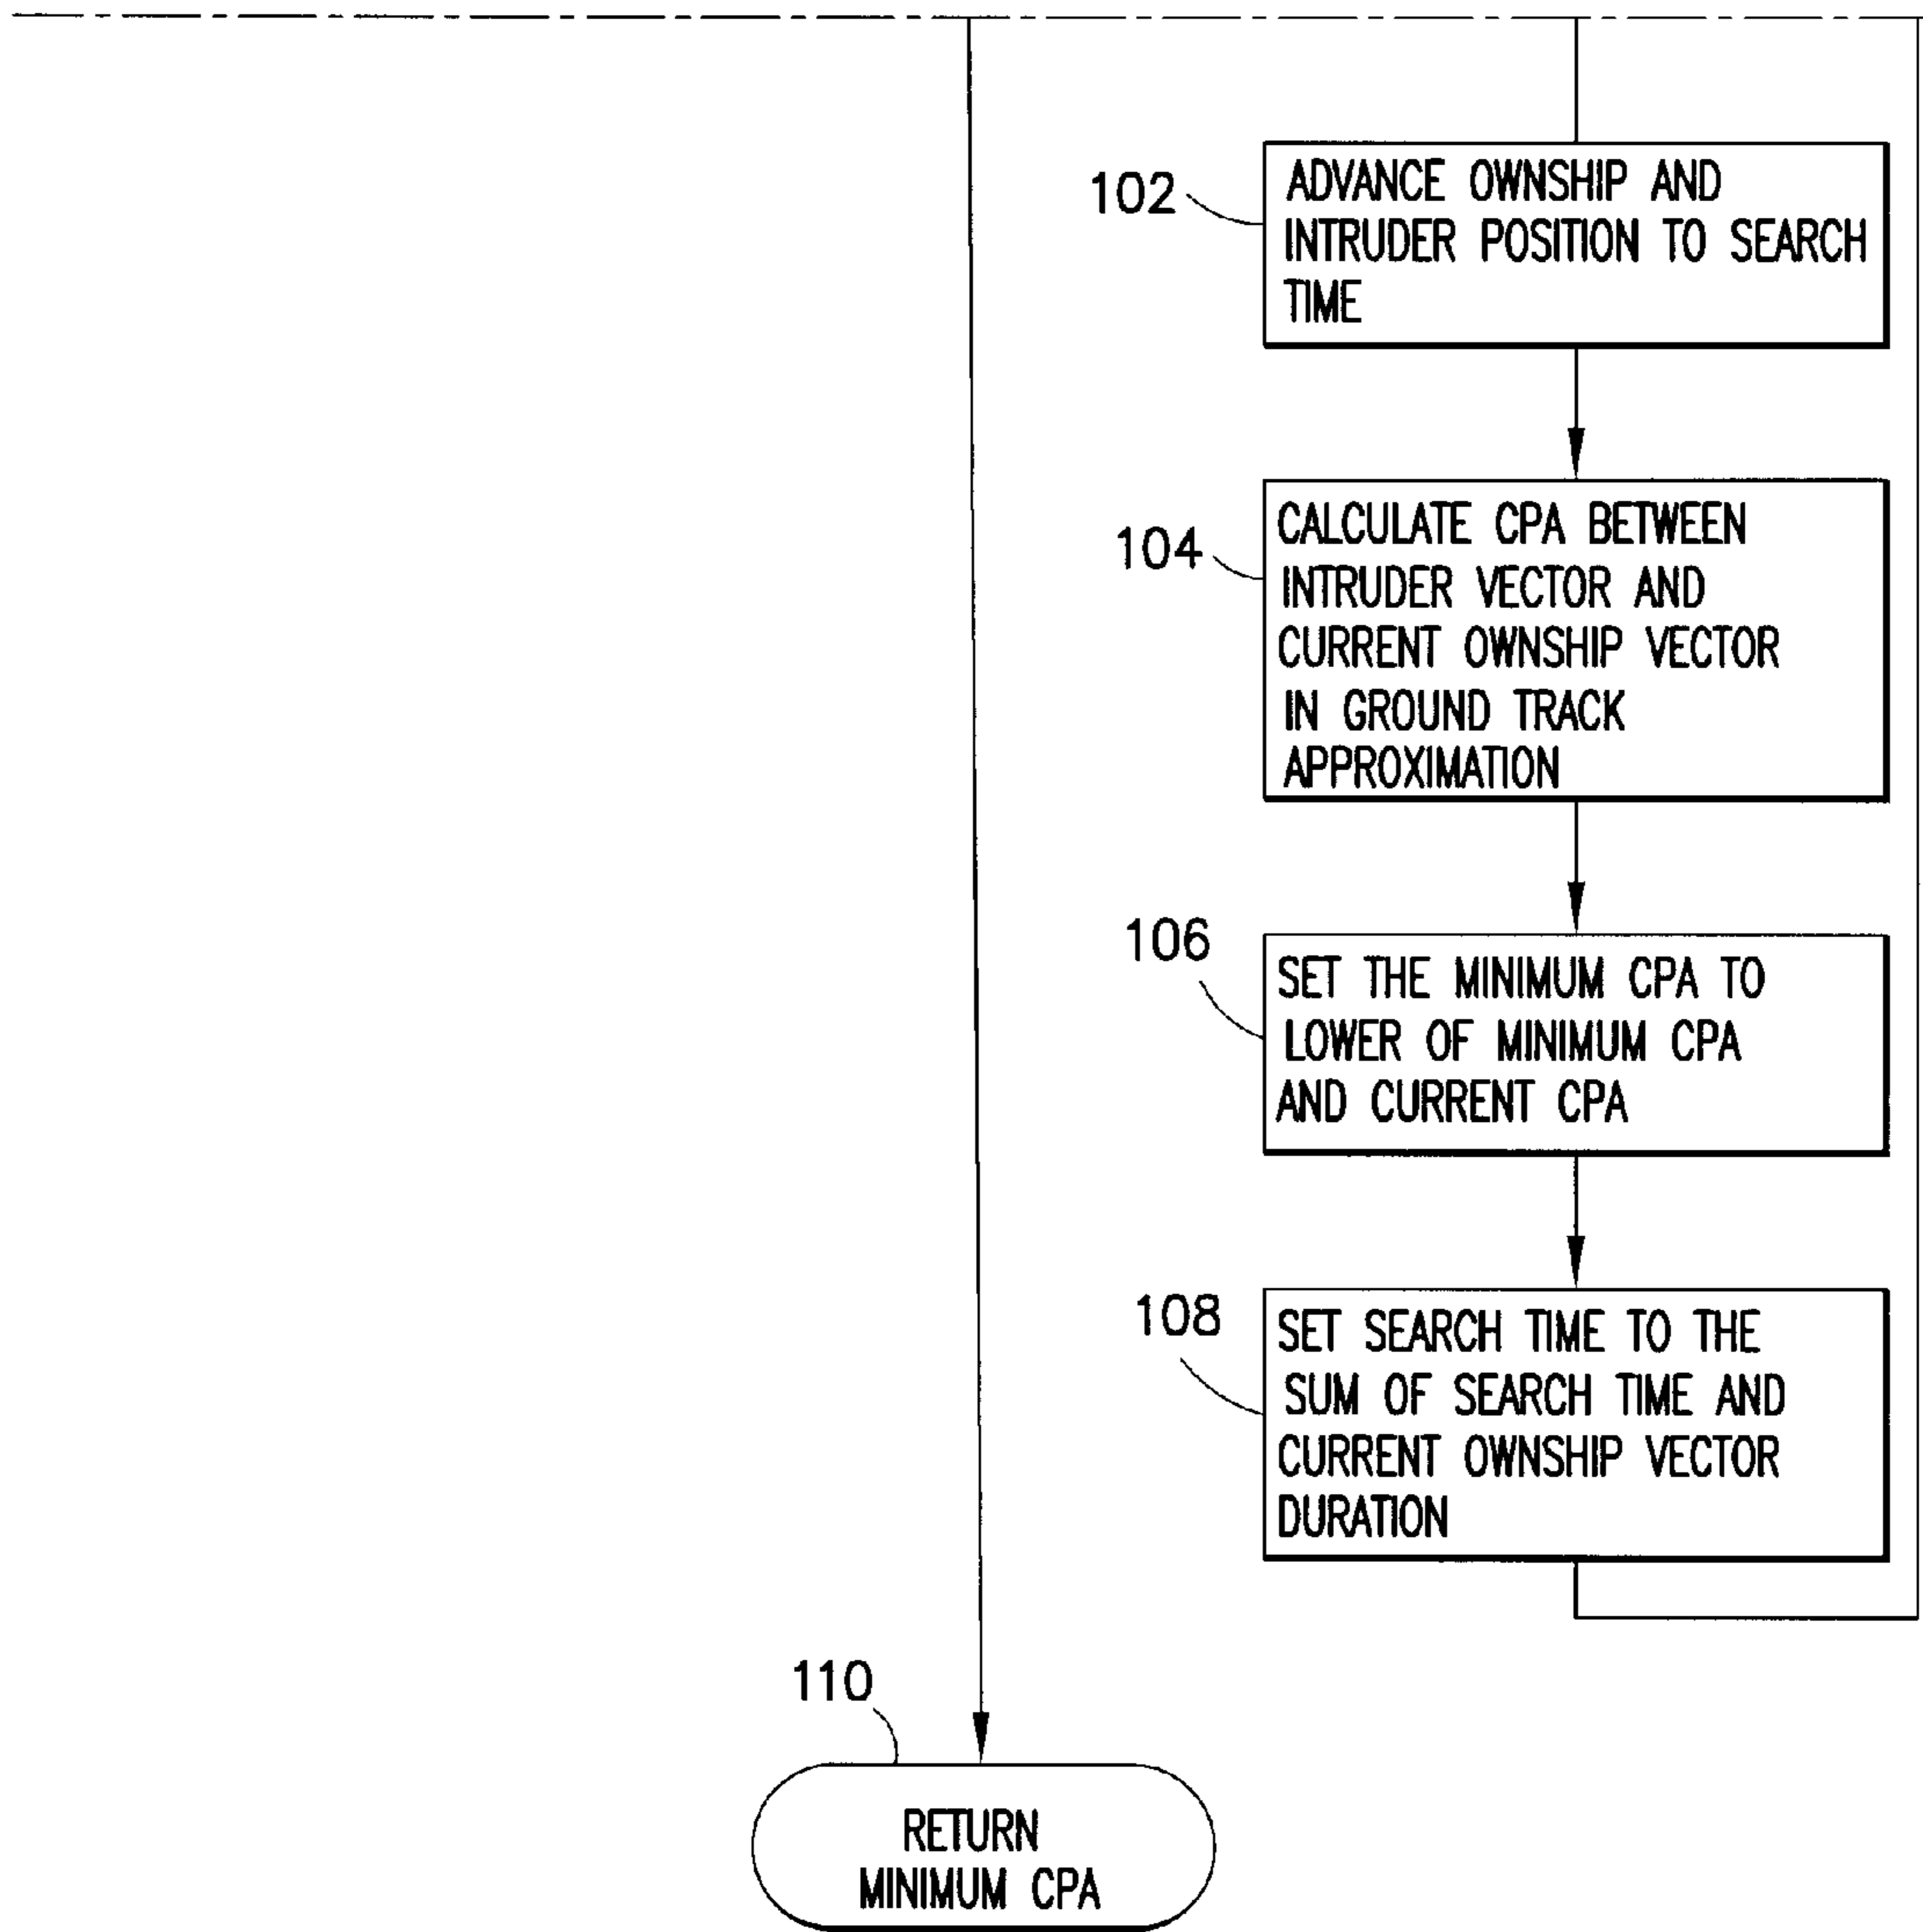 102
ADVANCE OWNSHIP AND
INTRUDER POSITION TO SEARCH
TIME
104
CALCULATE CPA BETWEEN
INTRUDER VECTOR AND
CURRENT OWNSHIP VECTOR
IN GROUND TRACK
APPROXIMATION
106
SET THE MINIMUM CPA TO
LOWER OF MINIMUM CPA
AND CURRENT CPA
108
SET SEARCH TIME TO THE
SUM OF SEARCH TIME AND
CURRENT OWNSHIP VECTOR
DURATION
110
RETURN
MINIMUM CPA